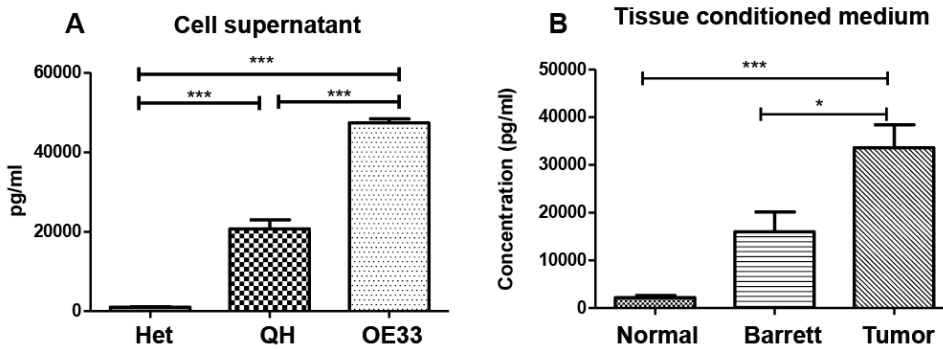 A
Cell supernatant
60000
40000
20000
0
pg/ml
***
***
***
Het
QH
OE33
B
Tissue conditioned medium
50000
40000
30000
20000
10000
0
Concentration (pg/ml)
***
*
Normal
Barrett
Tumor